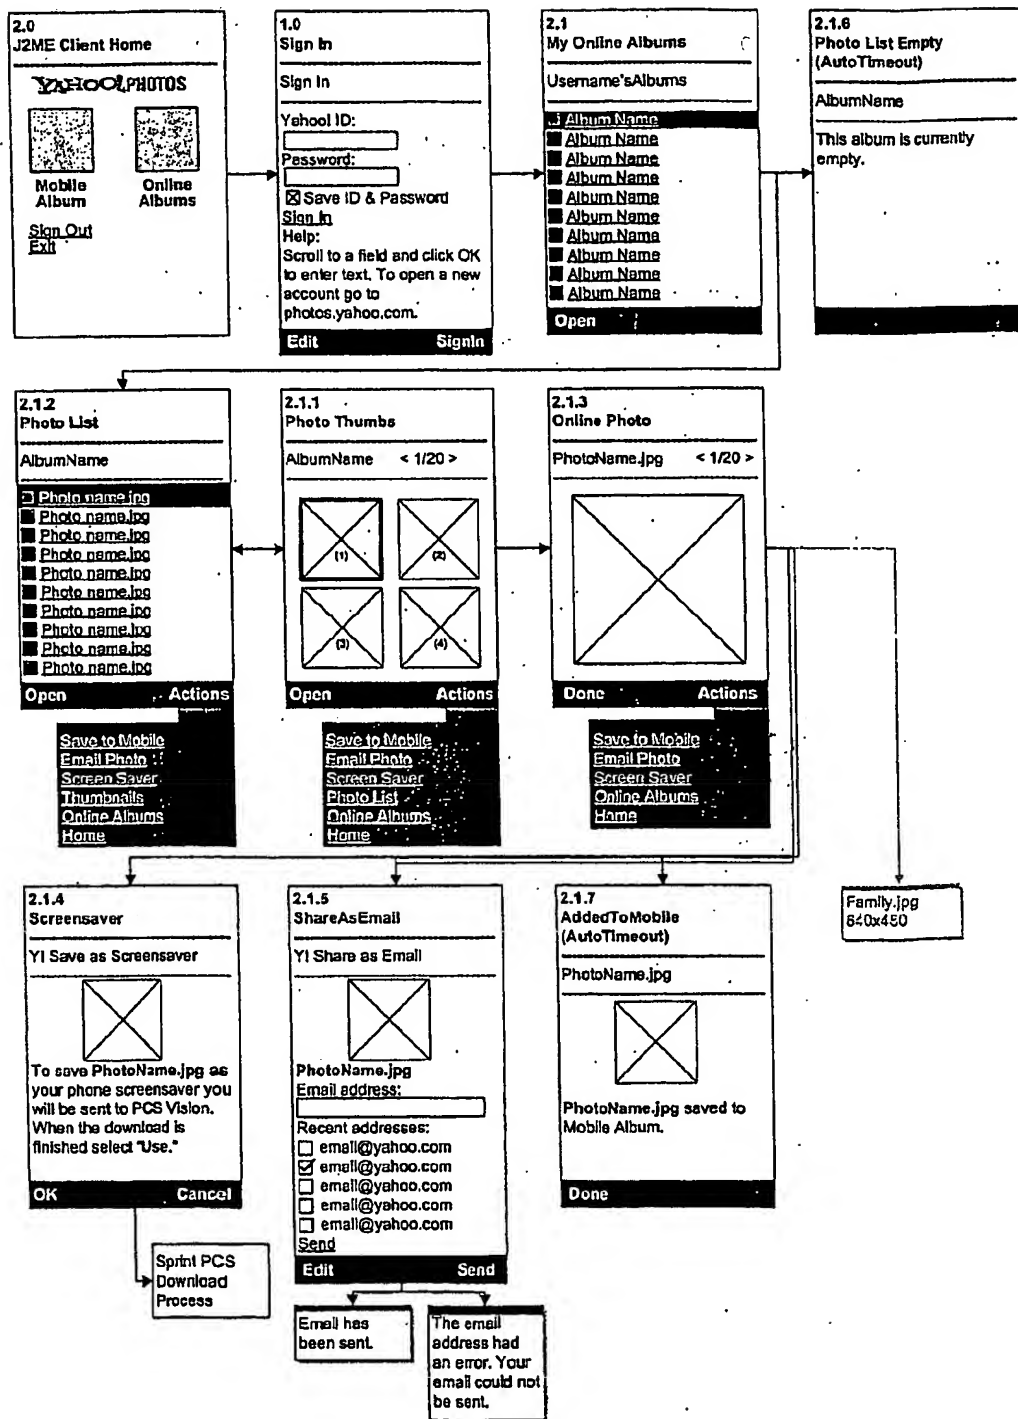 2.0
J2ME Client Home
YAHOO! PHOTOS
Mobile
Album
Online
Albums
Sign Out
Exit
1.0
Sign In
Sign In
Yahoo! ID:
Password:
Save ID & Password
Sign In
Help:
Scroll to a field and click OK
to enter text. To open a new
account go to
photos.yahoo.com.
Edit SignIn
2.1
My Online Albums
Username'sAlbums
Album Name
Album Name
Album Name
Album Name
Album Name
Album Name
Album Name
Album Name
Album Name
Album Name
Open
2.1.6
Photo List Empty
(AutoTimeout)
AlbumName
This album is currently
empty.
2.1.2
Photo List
AlbumName
Photo name.jpg
Photo name.jpg
Photo name.jpg
Photo name.jpg
Photo name.jpg
Photo name.jpg
Photo name.jpg
Photo name.jpg
Photo name.jpg
Photo name.jpg
Open Actions
Save to Mobile
Email Photo
Screen Saver
Thumbnails
Online Albums
Home
2.1.1
Photo Thumbs
AlbumName < 1/20 >
(1) (2)
(3) (4)
Open Actions
Save to Mobile
Email Photo
Screen Saver
Photo List
Online Albums
Home
2.1.3
Online Photo
PhotoName.jpg < 1/20 >
Done Actions
Save to Mobile
Email Photo
Screen Saver
Online Albums
Home
2.1.4
Screensaver
Y! Save as Screensaver
To save PhotoName.jpg as
your phone screensaver you
will be sent to PCS Vision.
When the download is
finished select "Use."
OK Cancel
Sprint PCS
Download
Process
2.1.5
ShareAsEmail
Y! Share as Email
PhotoName.jpg
Email address:
Recent addresses:
email@yahoo.com
email@yahoo.com
email@yahoo.com
email@yahoo.com
email@yahoo.com
Send
Edit Send
Email has
been sent.
The email
address had
an error. Your
email could not
be sent.
2.1.7
AddedToMobile
(AutoTimeout)
PhotoName.jpg
PhotoName.jpg saved to
Mobile Album.
Done
Family.jpg
640x480